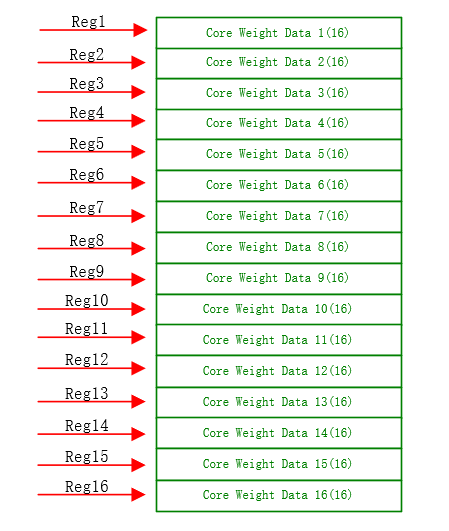 Reg1 Core Weight Data 1(16)
Reg2 Core Weight Data 2(16)
Reg3 Core Weight Data 3(16)
Reg4 Core Weight Data 4(16)
Reg5 Core Weight Data 5(16)
Reg6 Core Weight Data 6(16)
Reg7 Core Weight Data 7(16)
Reg8 Core Weight Data 8(16)
Reg9 Core Weight Data 9(16)
Reg10 Core Weight Data 10(16)
Reg11 Core Weight Data 11(16)
Reg12 Core Weight Data 12(16)
Reg13 Core Weight Data 13(16)
Reg14 Core Weight Data 14(16)
Reg15 Core Weight Data 15(16)
Reg16 Core Weight Data 16(16)